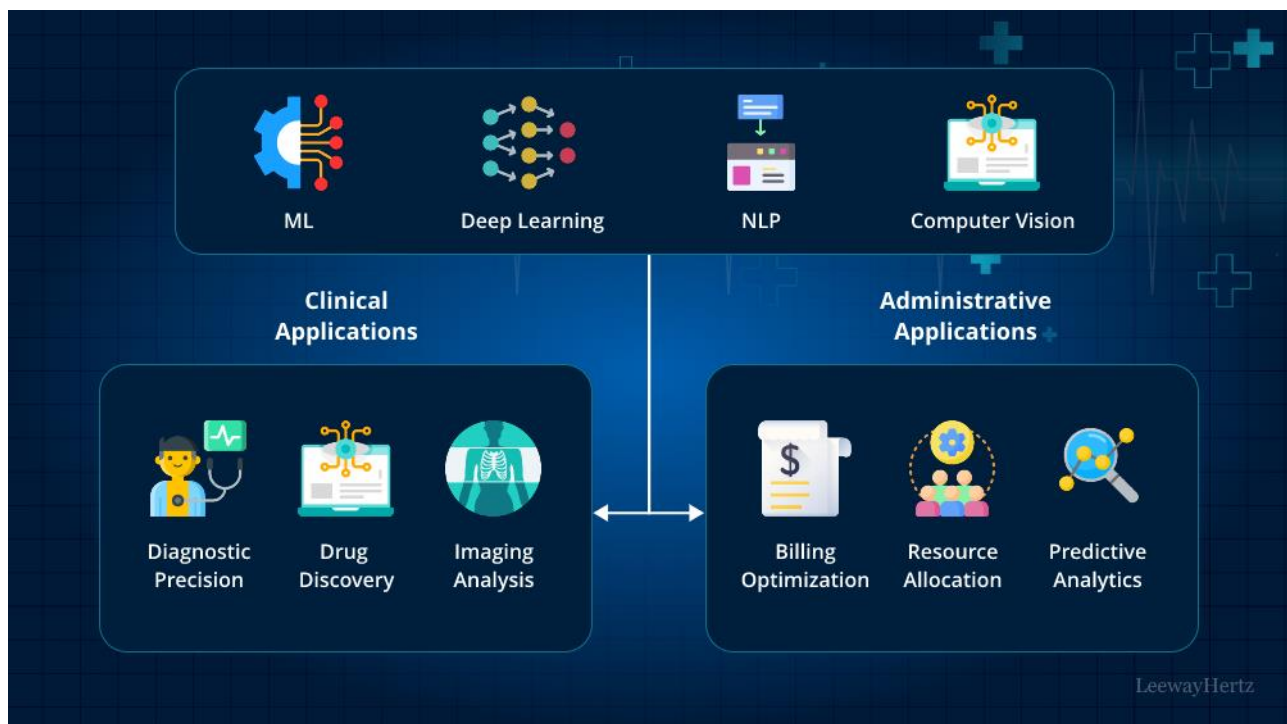 ML
Deep Learning
NLP
Computer Vision
Clinical
Applications
Administrative
Applications
Diagnostic
Precision
Drug
Discovery
Imaging
Analysis
$
Billing
Optimization
Resource
Allocation
Predictive
Analytics
LeewayHertz